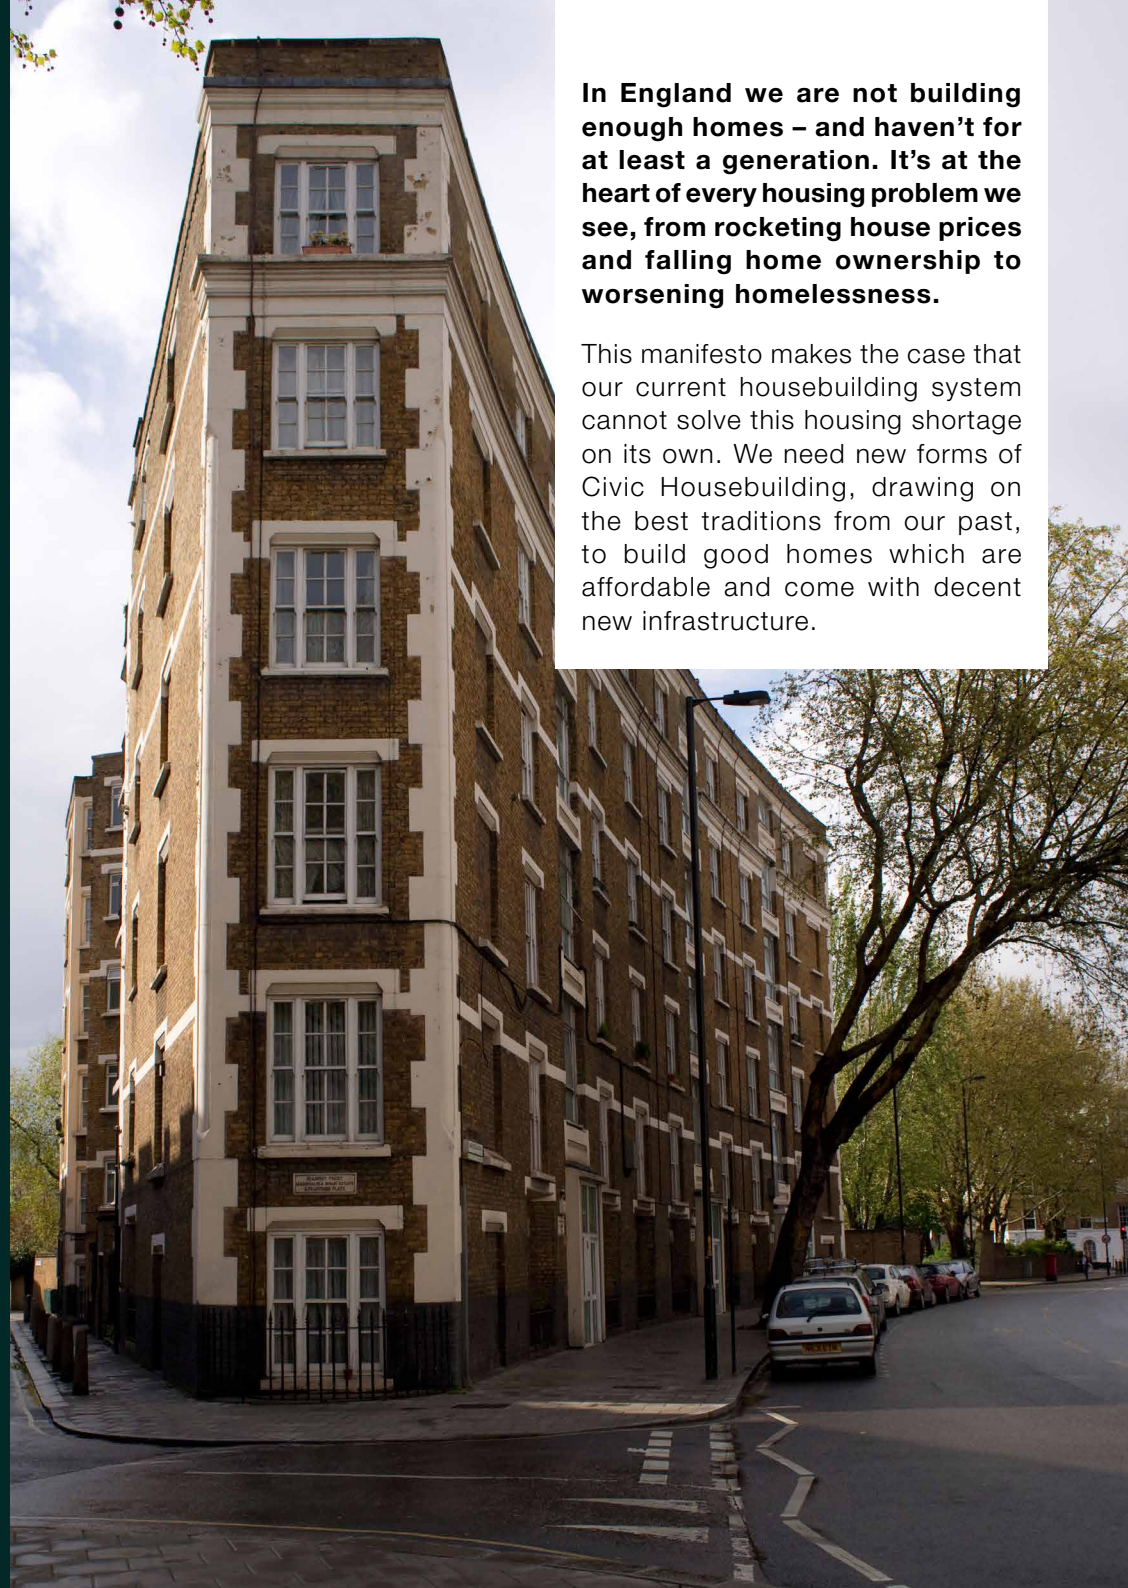 In England we are not building
enough homes – and haven't for
at least a generation. It's at the
heart of every housing problem we
see, from rocketing house prices
and falling home ownership to
worsening homelessness.
This manifesto makes the case that
our current housebuilding system
cannot solve this housing shortage
on its own. We need new forms of
Civic Housebuilding, drawing on
the best traditions from our past,
to build good homes which are
affordable and come with decent
new infrastructure.